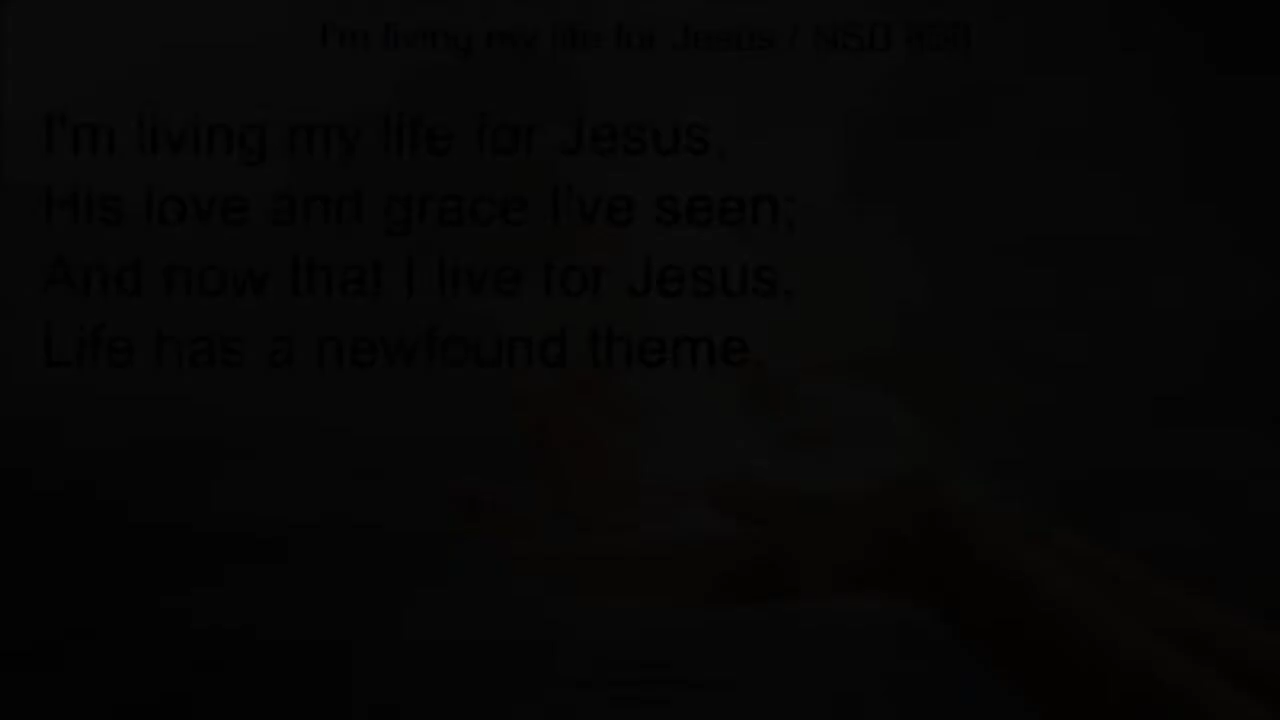 I'm living my life for Jesus /
I'm living my life for Jesus,
His love and grace I've seen;
And now that I live for Jesus,
Life has a newfound theme